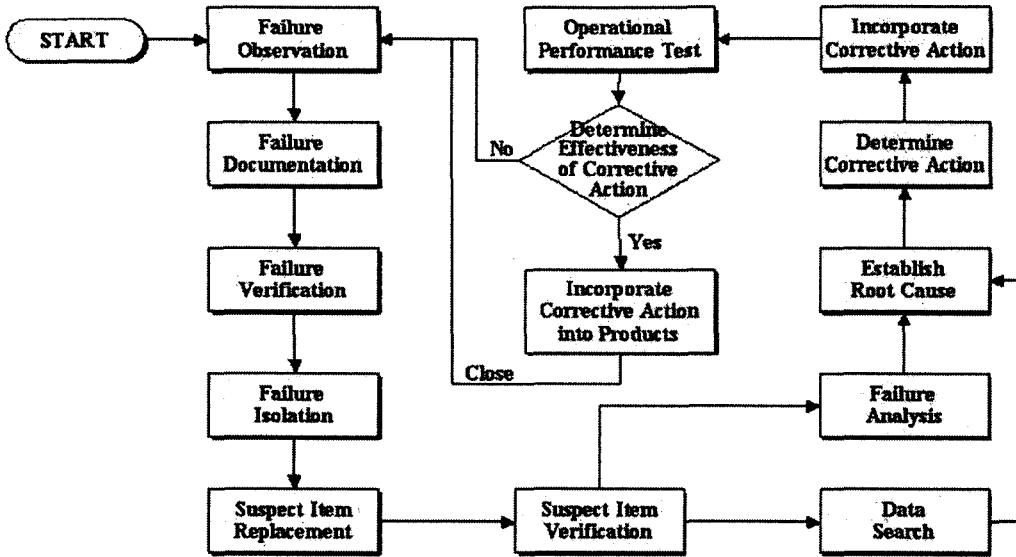 START
Failure
Observation
Failure
Documentation
Failure
Verification
Failure
Isolation
Suspect Item
Replacement
Suspect Item
Verification
Data
Search
Failure
Analysis
Establish
Root Cause
Determine
Corrective Action
Incorporate
Corrective Action
Operational
Performance Test
Determine
Effectiveness
of Corrective
Action
No
Yes
Incorporate
Corrective Action
into Products
Close